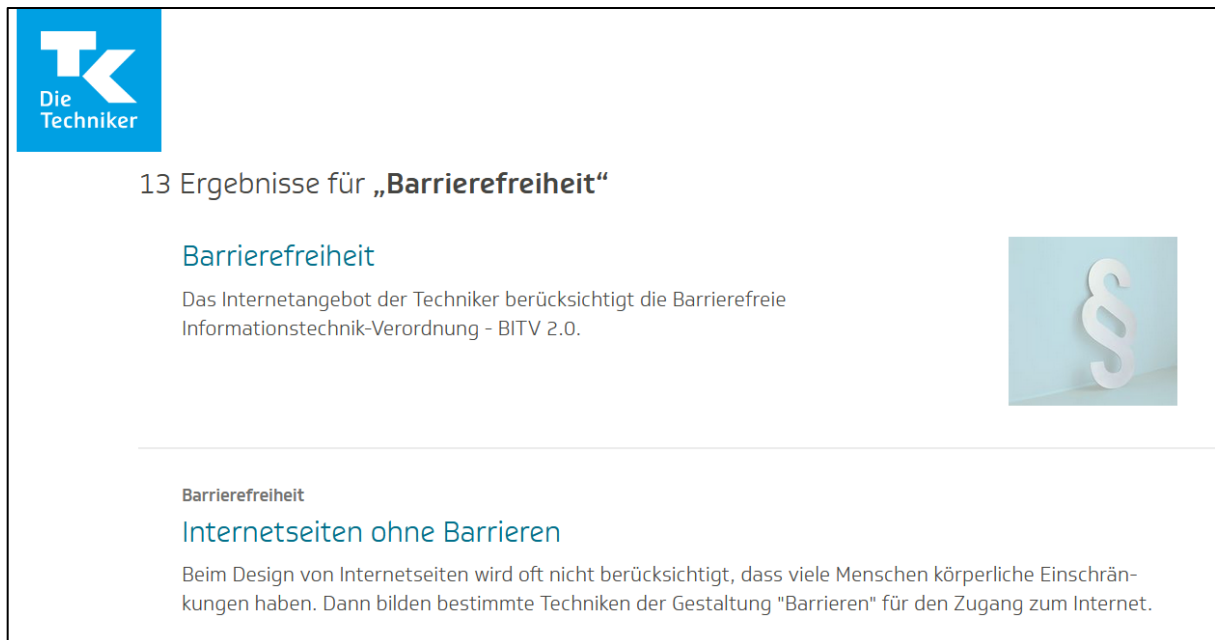 TK
Die
Techniker
13 Ergebnisse für „Barrierefreiheit“
Barrierefreiheit
Das Internetangebot der Techniker berücksichtigt die Barrierefreie
Informationstechnik-Verordnung - BITV 2.0.
§
Barrierefreiheit
Internetseiten ohne Barrieren
Beim Design von Internetseiten wird oft nicht berücksichtigt, dass viele Menschen körperliche Einschrän-
kungen haben. Dann bilden bestimmte Techniken der Gestaltung "Barrieren" für den Zugang zum Internet.